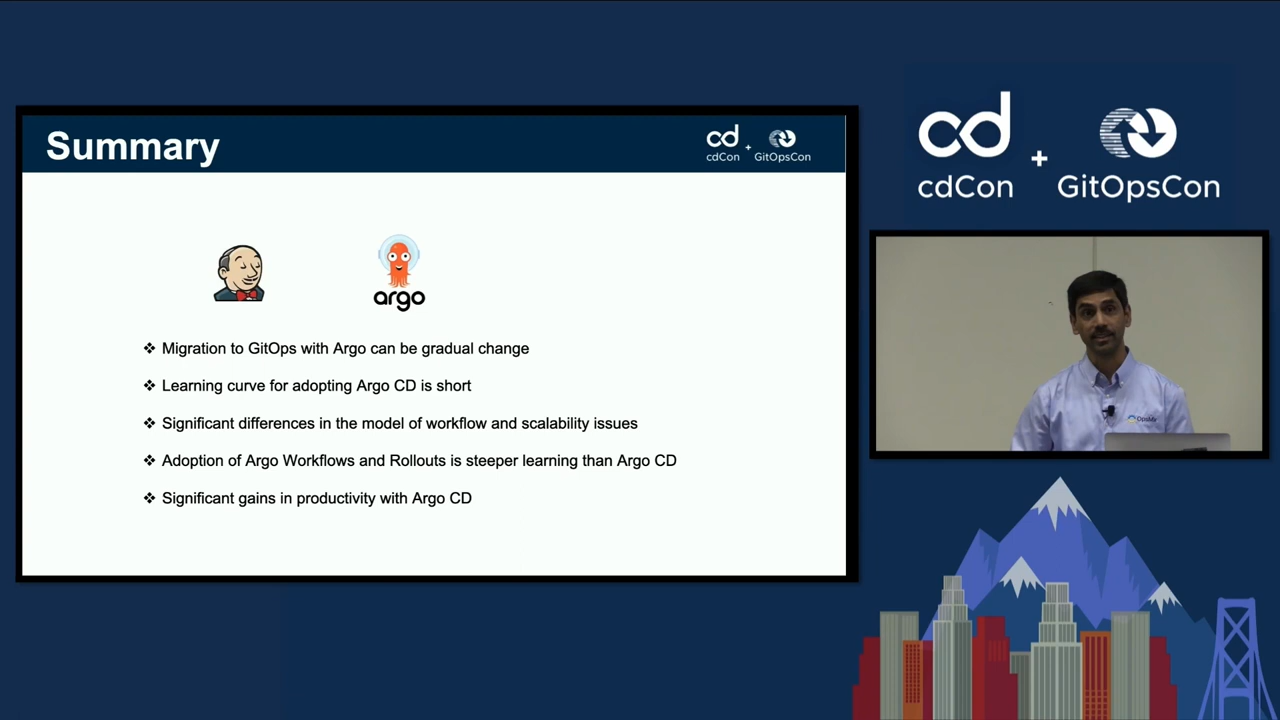 Summary
cd
cdCon
+
GitOpsCon
argo
❖ Migration to GitOps with Argo can be gradual change
❖ Learning curve for adopting Argo CD is short
❖ Significant differences in the model of workflow and scalability issues
❖ Adoption of Argo Workflows and Rollouts is steeper learning than Argo CD
❖ Significant gains in productivity with Argo CD
cd
cdCon
+
GitOpsCon